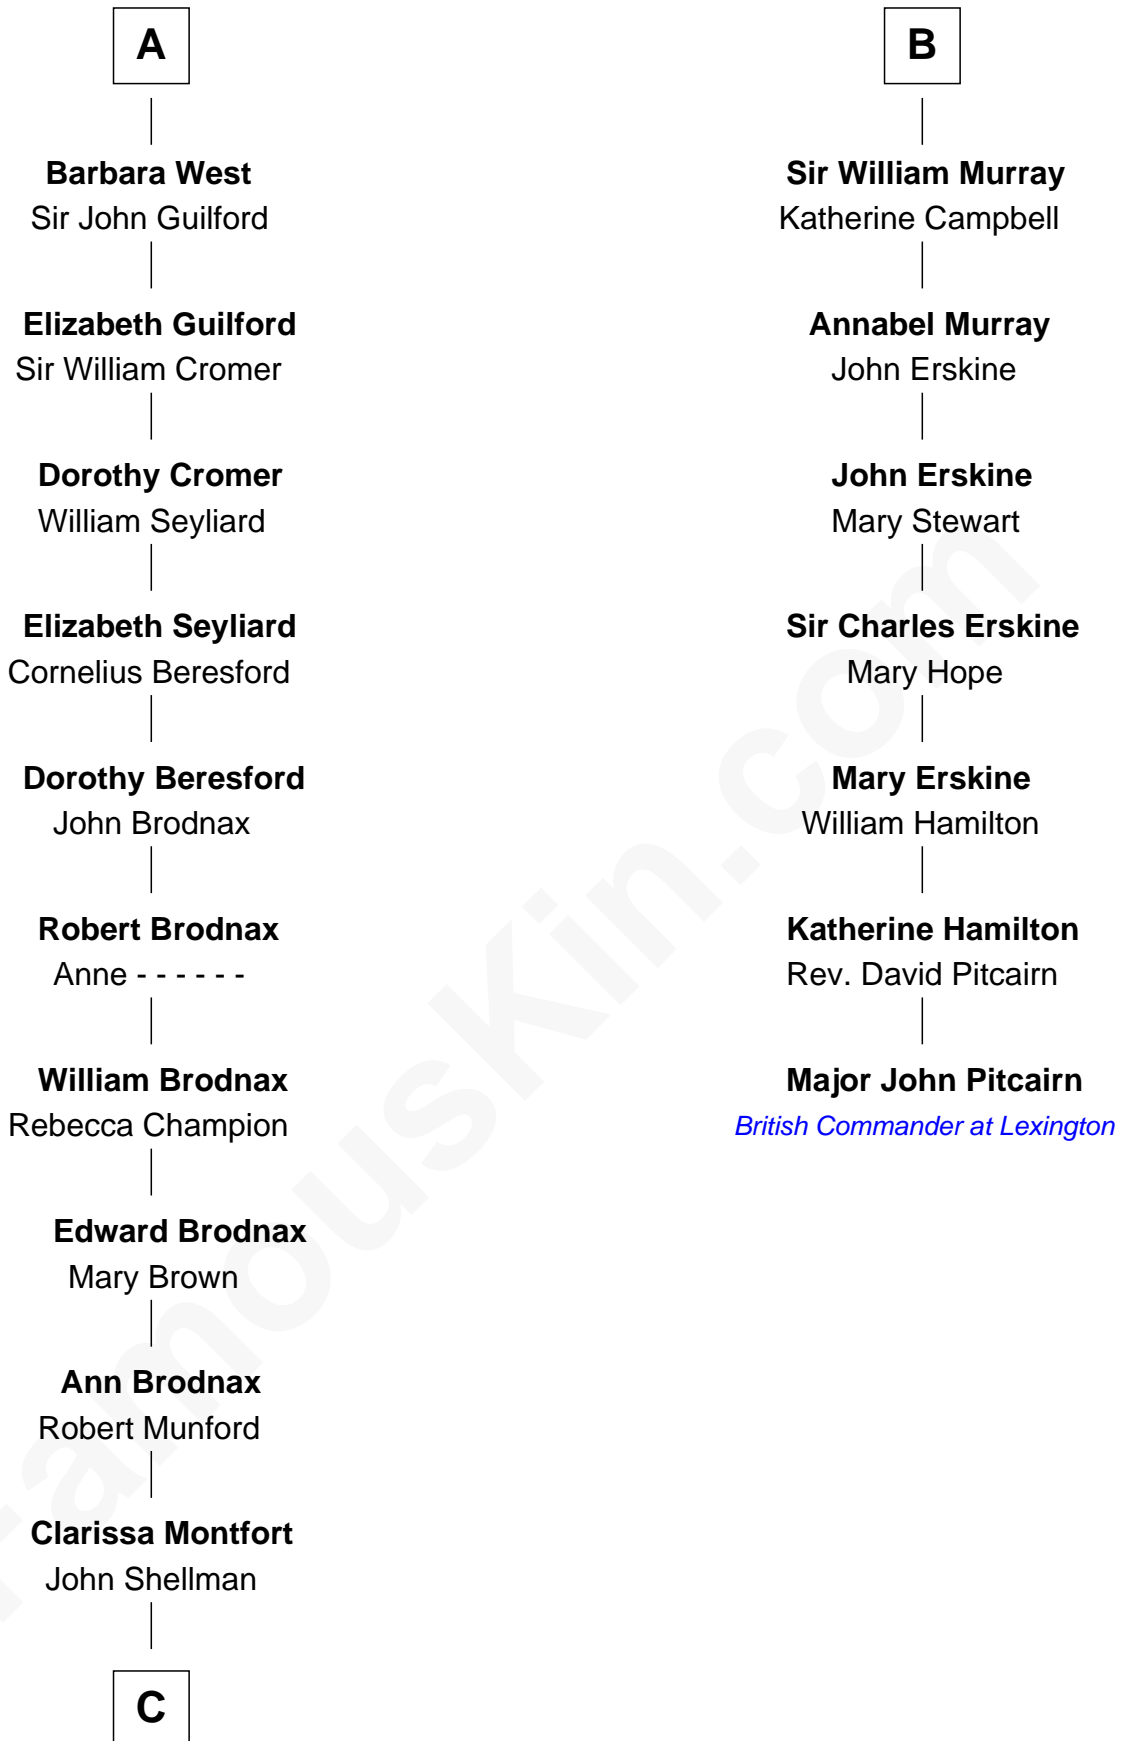 A
Barbara West
Sir John Guilford
Elizabeth Guilford
Sir William Cromer
Dorothy Cromer
William Seyliard
Elizabeth Seyliard
Cornelius Beresford
Dorothy Beresford
John Brodnax
Robert Brodnax
Anne - - - - - -
William Brodnax
Rebecca Champion
Edward Brodnax
Mary Brown
Ann Brodnax
Robert Munford
Clarissa Montfort
John Shellman
C
B
Sir William Murray
Katherine Campbell
Annabel Murray
John Erskine
John Erskine
Mary Stewart
Sir Charles Erskine
Mary Hope
Mary Erskine
William Hamilton
Katherine Hamilton
Rev. David Pitcairn
Major John Pitcairn
British Commander at Lexington
FamousKin.com